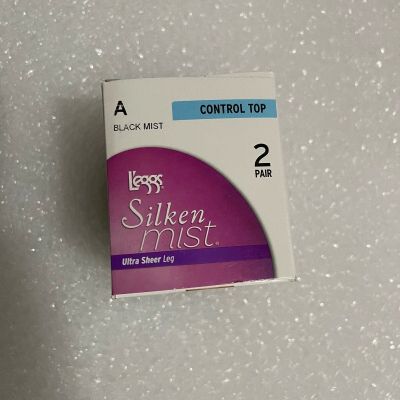 A
CONTROL TOP
BLACK MIST
2
PAIR
L'eggs®
Silken
mist®
Ultra Sheer Leg